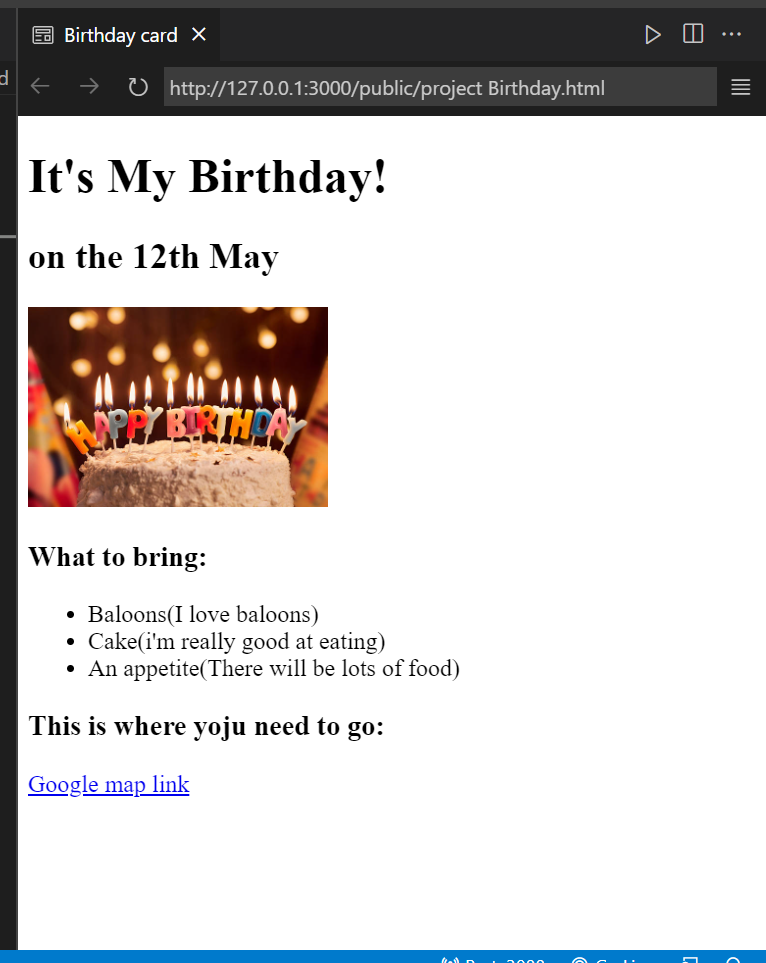 Birthday card
d
http://127.0.0.1:3000/public/project Birthday.html
It's My Birthday!
on the 12th May
HAPPY BIRTHDAY
What to bring:
Baloons(I love baloons)
Cake(i'm really good at eating)
An appetite(There will be lots of food)
This is where yoju need to go:
Google map link